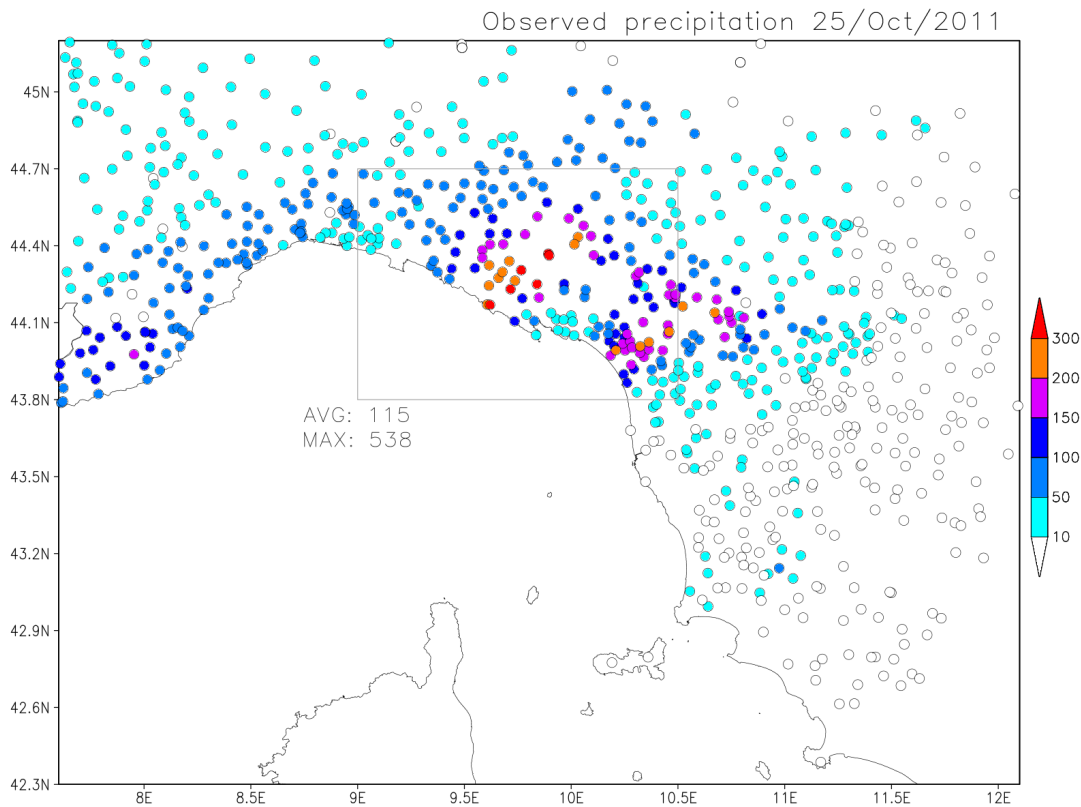 Observed precipitation 25/Oct/2011
45N
44.7N
44.4N
44.1N
43.8N
43.5N
43.2N
42.9N
42.6N
42.3N
AVG: 115
MAX: 538
300
200
150
100
50
10
8E
8.5E
9E
9.5E
10E
10.5E
11E
11.5E
12E